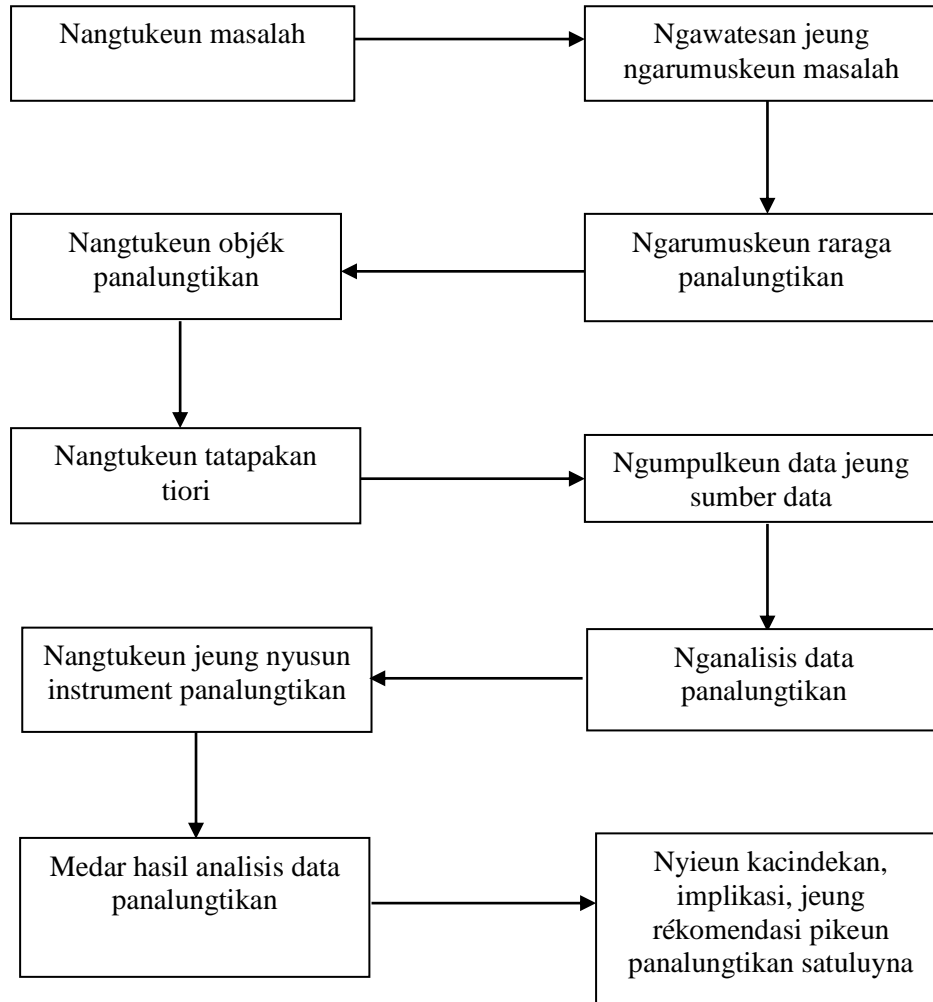 Nangtukeun masalah
Ngawatesan jeung
ngarumuskeun masalah
Nangtukeun objék
panalungtikan
Ngarumuskeun raraga
panalungtikan
Nangtukeun tatapakan
tiori
Ngumpulkeun data jeung
sumber data
Nangtukeun jeung nyusun
instrument panalungtikan
Nganalisis data
panalungtikan
Medar hasil analisis data
panalungtikan
Nyieun kacindekan,
implikasi, jeung
rékomendasi pikeun
panalungtikan satuluyna